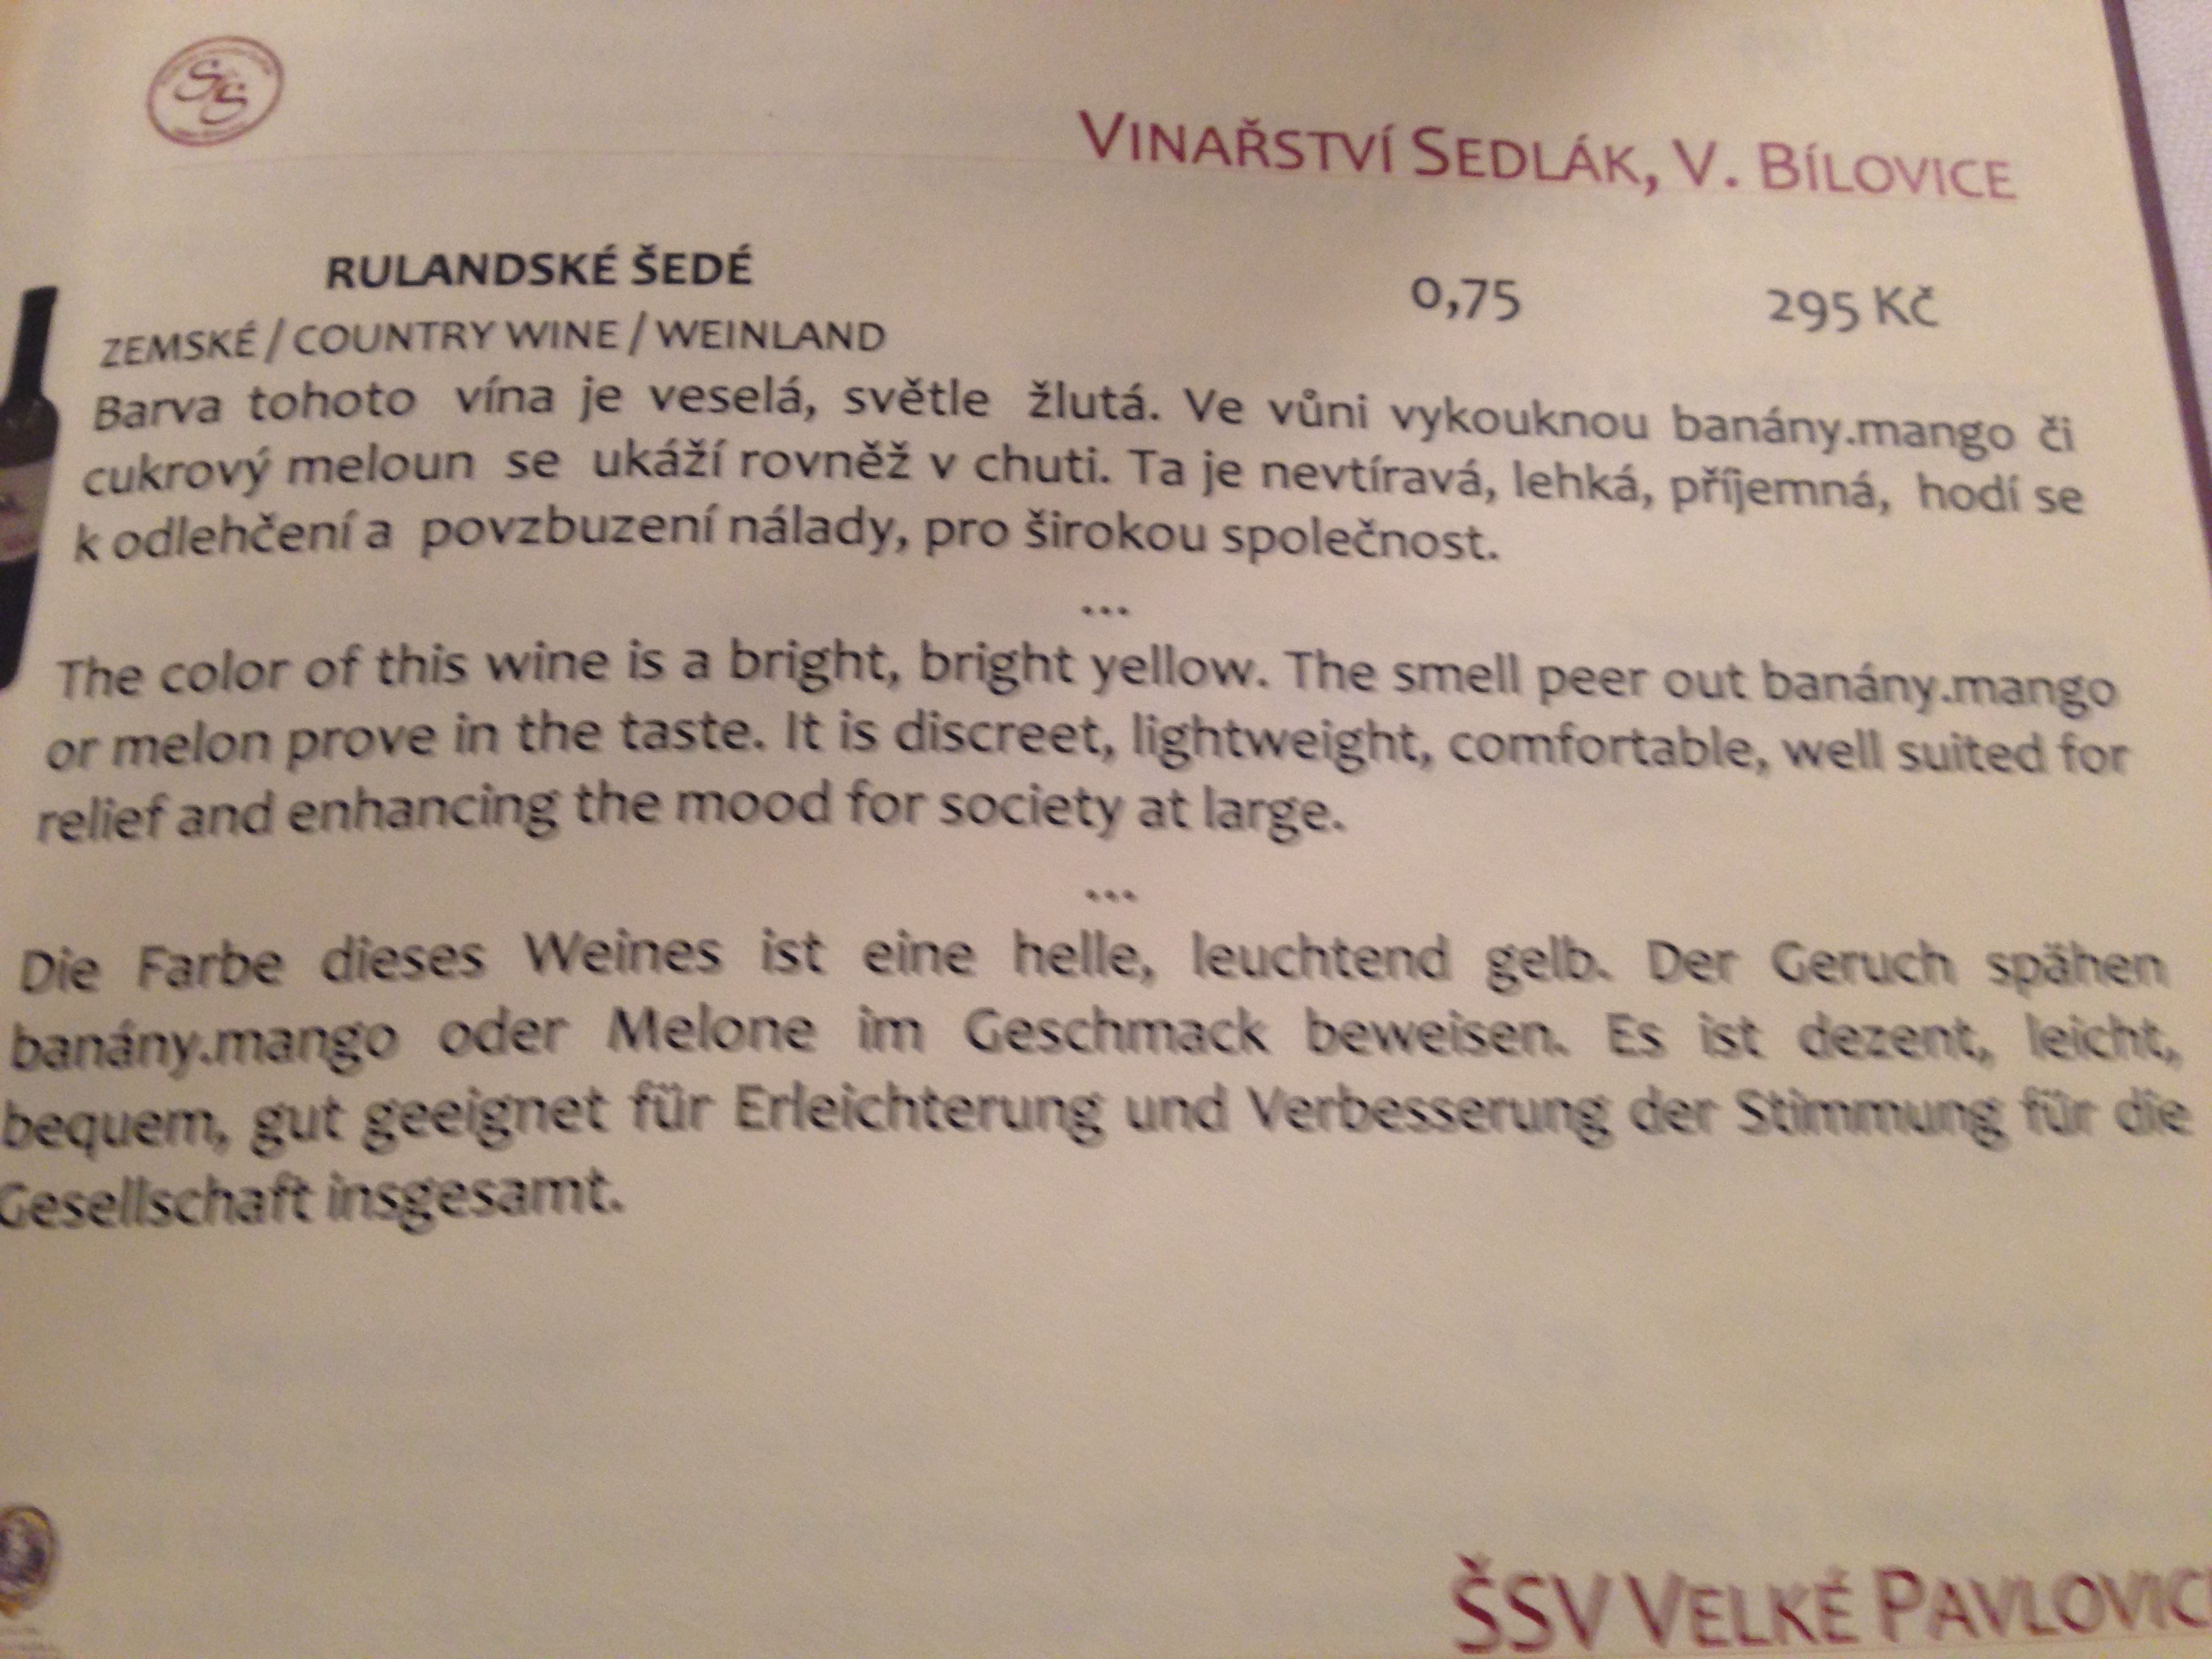 SS
VINAŘSTVÍ SEDLÁK, V. BÍLOVICE
RULANDSKÉ ŠEDÉ 0,75 295 Kč
ZEMSKÉ / COUNTRY WINE / WEINLAND
Barva tohoto vína je veselá, světle žlutá. Ve vůni vykouknou banány.mango či
cukrový meloun se ukáží rovněž v chuti. Ta je nevtíravá, lehká, příjemná, hodí se
k odlehčení a povzbuzení nálady, pro širokou společnost.
...
The color of this wine is a bright, bright yellow. The smell peer out banány.mango
or melon prove in the taste. It is discreet, lightweight, comfortable, well suited for
relief and enhancing the mood for society at large.
...
Die Farbe dieses Weines ist eine helle, leuchtend gelb. Der Geruch spähen
banány.mango oder Melone im Geschmack beweisen. Es ist dezent, leicht,
bequem, gut geeignet für Erleichterung und Verbesserung der Stimmung für die
Gesellschaft insgesamt.
ŠSV VELKÉ PAVLOVIC